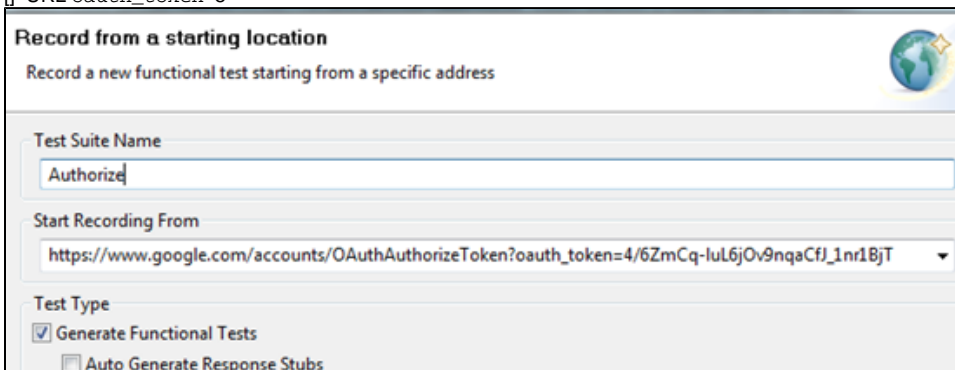 [] URL oauth_token
Record from a starting location
Record a new functional test starting from a specific address
Test Suite Name
Authorize
Start Recording From
https://www.google.com/accounts/OAuthAuthorizeToken?oauth_token=4/6ZmCq-IuL6jOv9nqaCfJ_1nr1BjT
Test Type
Generate Functional Tests
Auto Generate Response Stubs